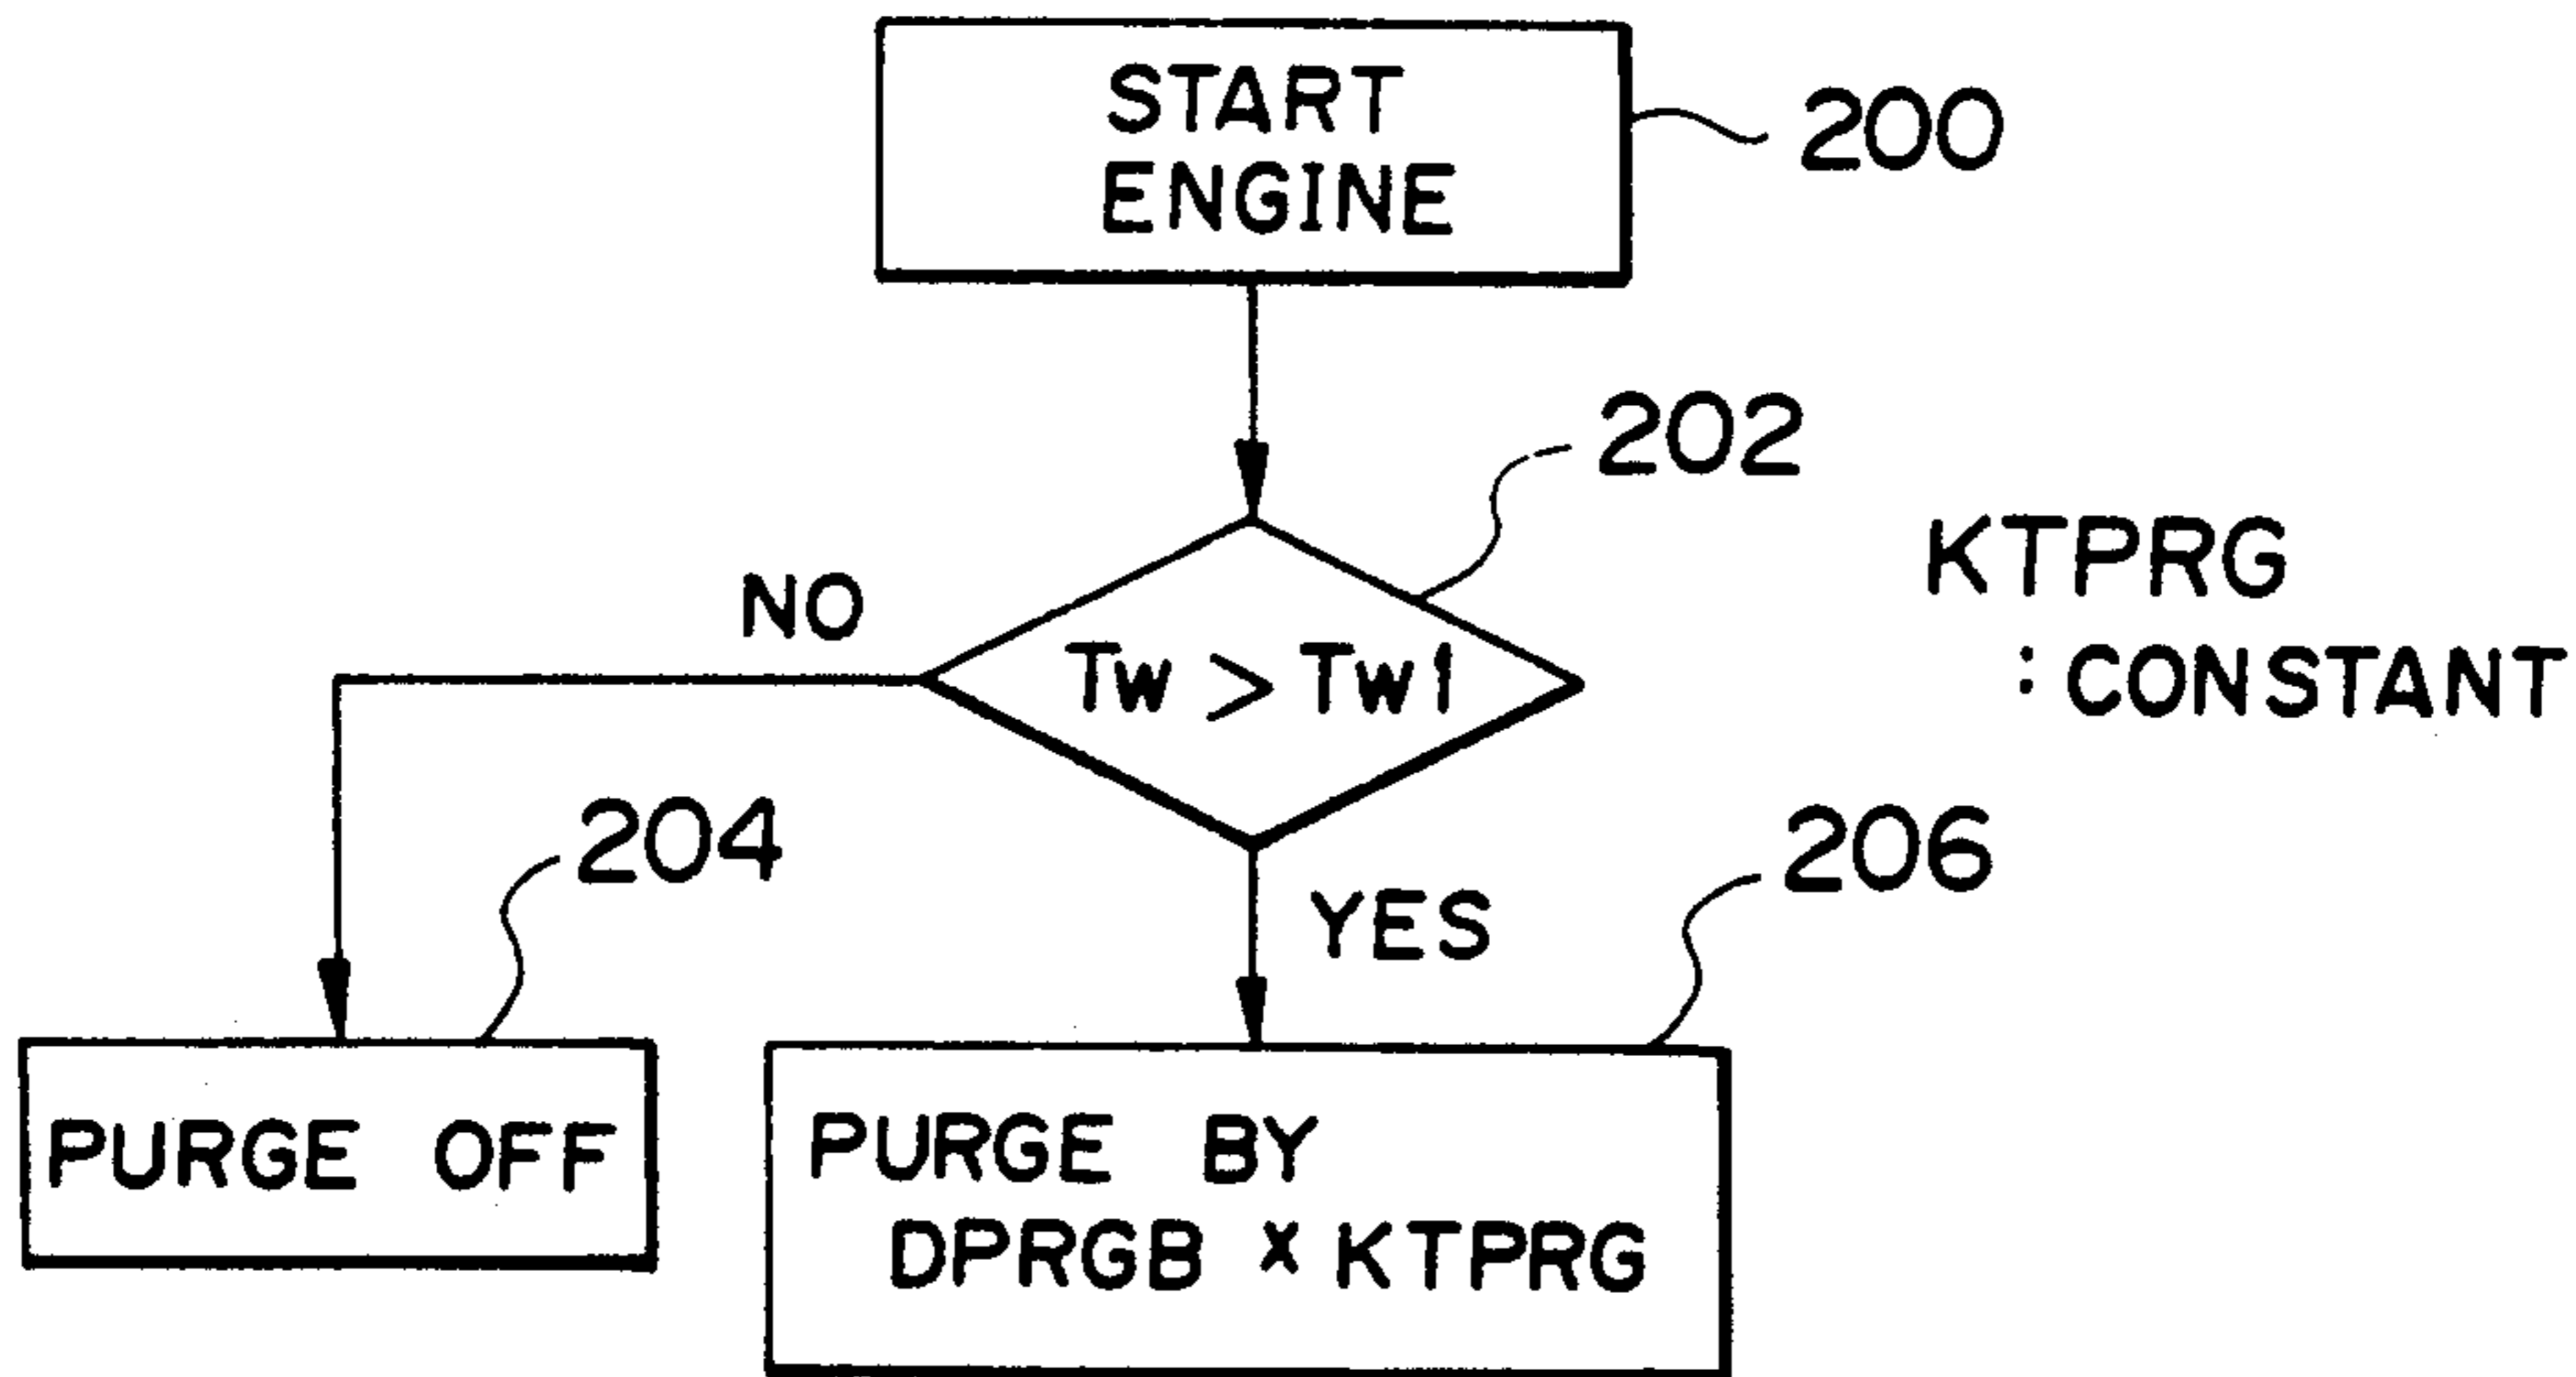 START
ENGINE
200
202
NO
Tw > Tw1
KTPRG
: CONSTANT
204
YES
206
PURGE OFF
PURGE BY
DPRGB * KTPRG